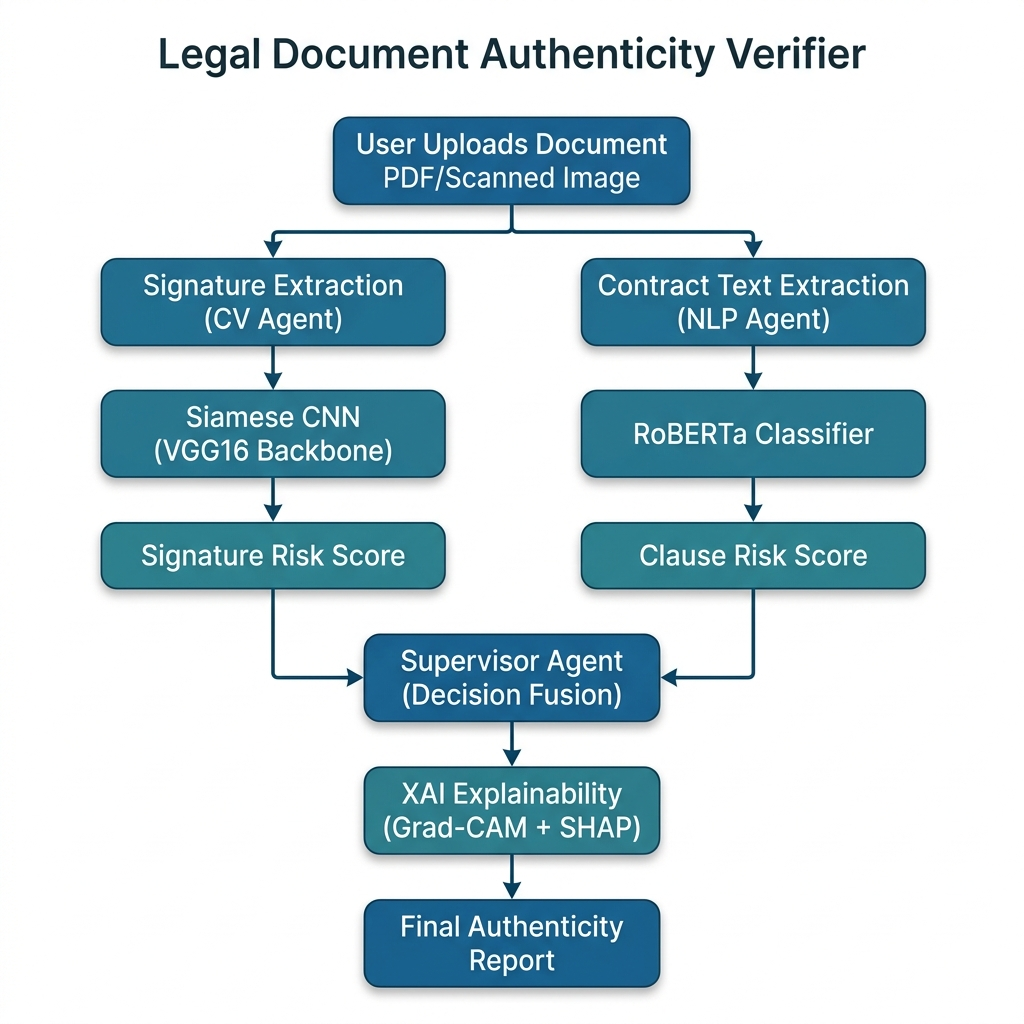 Legal Document Authenticity Verifier
User Uploads Document
PDF/Scanned Image
Signature Extraction
(CV Agent)
Contract Text Extraction
(NLP Agent)
Siamese CNN
(VGG16 Backbone)
RoBERTa Classifier
Signature Risk Score
Clause Risk Score
Supervisor Agent
(Decision Fusion)
XAI Explainability
(Grad-CAM + SHAP)
Final Authenticity
Report